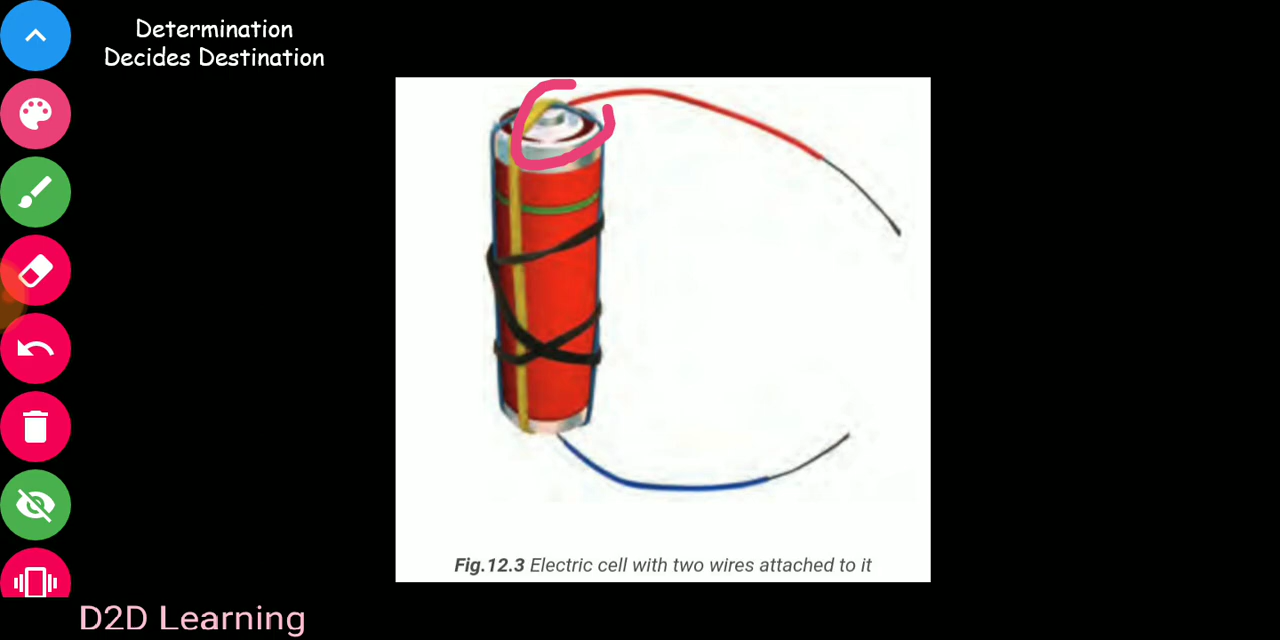 Determination
Decides Destination
Fig.12.3 Electric cell with two wires attached to it
D2D Learning